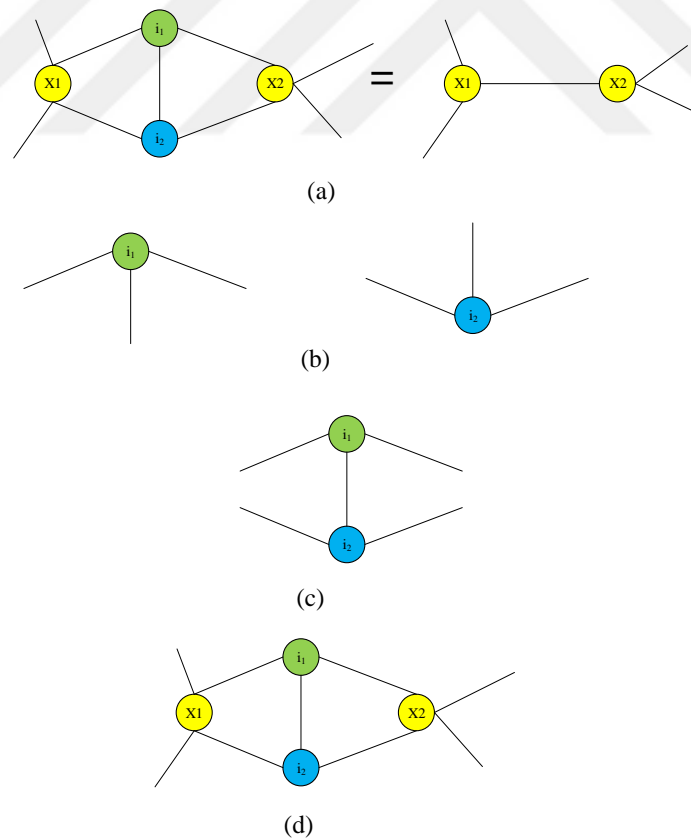 i₁
X1 X2 = X1 X2
i₂
(a)
i₁
i₂
(b)
i₁
i₂
(c)
i₁
X1 X2
i₂
(d)